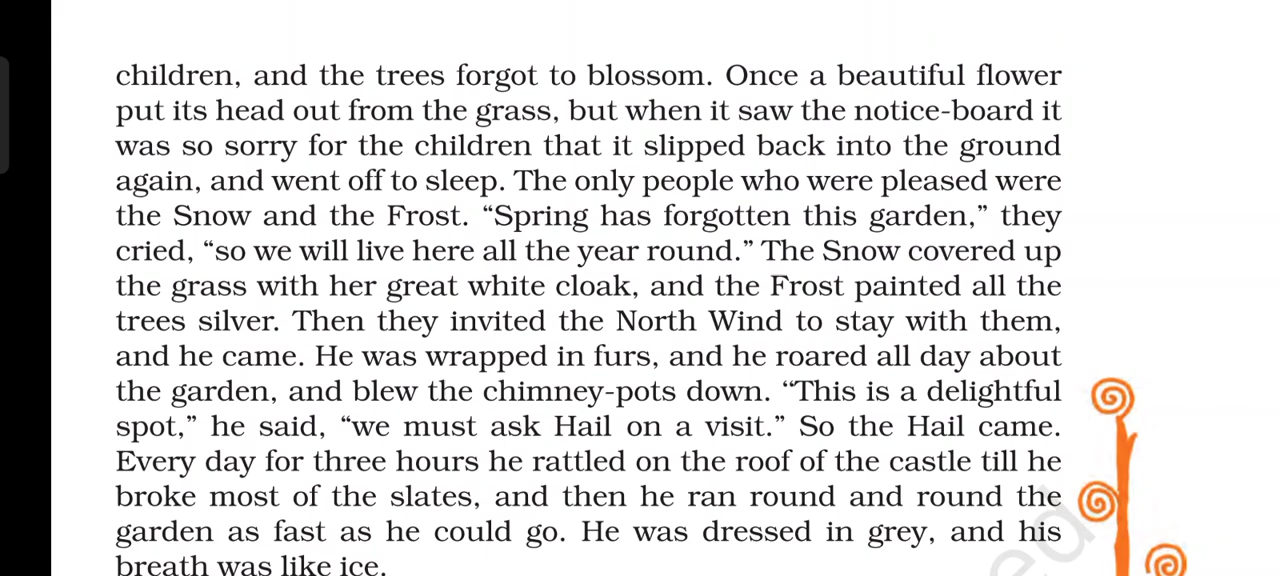 children, and the trees forgot to blossom. Once a beautiful flower
put its head out from the grass, but when it saw the notice-board it
was so sorry for the children that it slipped back into the ground
again, and went off to sleep. The only people who were pleased were
the Snow and the Frost. “Spring has forgotten this garden,” they
cried, “so we will live here all the year round.” The Snow covered up
the grass with her great white cloak, and the Frost painted all the
trees silver. Then they invited the North Wind to stay with them,
and he came. He was wrapped in furs, and he roared all day about
the garden, and blew the chimney-pots down. “This is a delightful
spot,” he said, “we must ask Hail on a visit.” So the Hail came.
Every day for three hours he rattled on the roof of the castle till he
broke most of the slates, and then he ran round and round the
garden as fast as he could go. He was dressed in grey, and his
breath was like ice.